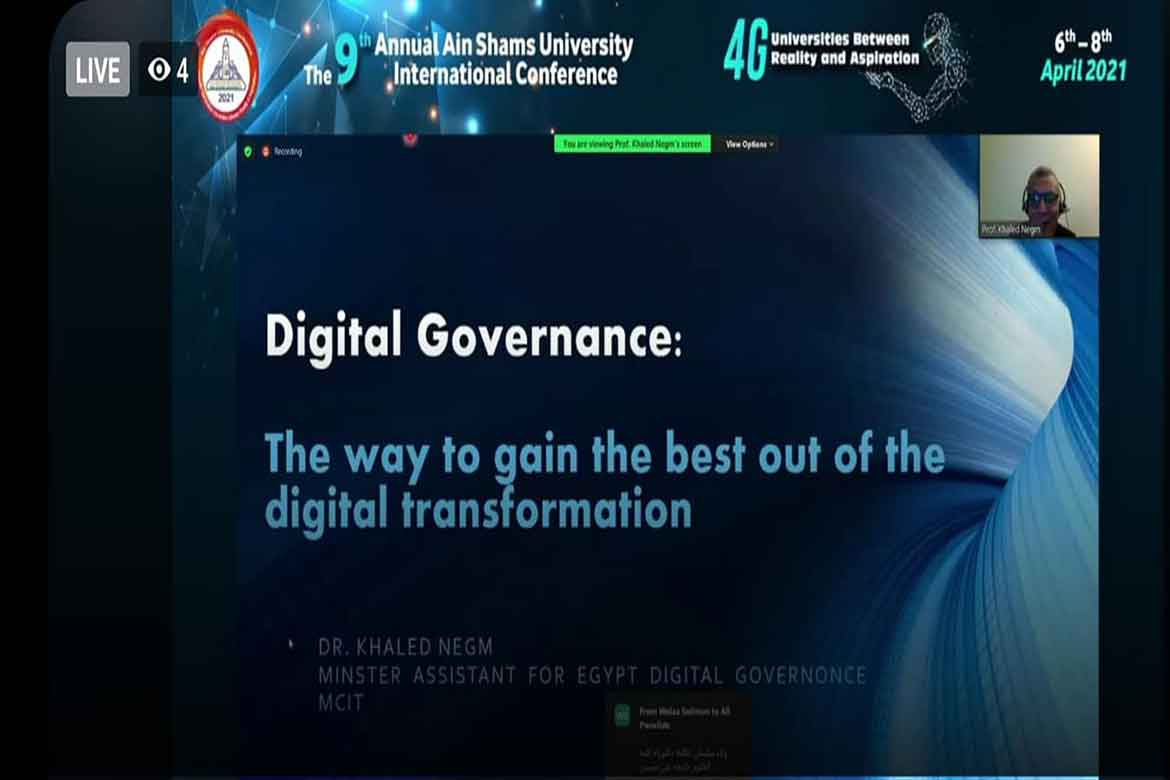 LIVE 4
2021
The 9th Annual Ain Shams University
International Conference
4G Universities Between
Reality and Aspiration
6th – 8th
April 2021
Recording
You are viewing Prof. Khaled Negm's screen
View Options
Prof. Khaled Negm
Digital Governance:
The way to gain the best out of the
digital transformation
DR. KHALED NEGM
MINSTER ASSISTANT FOR EGYPT DIGITAL GOVERNONCE
MCIT
From Walaa Soliman to All
Panelists: